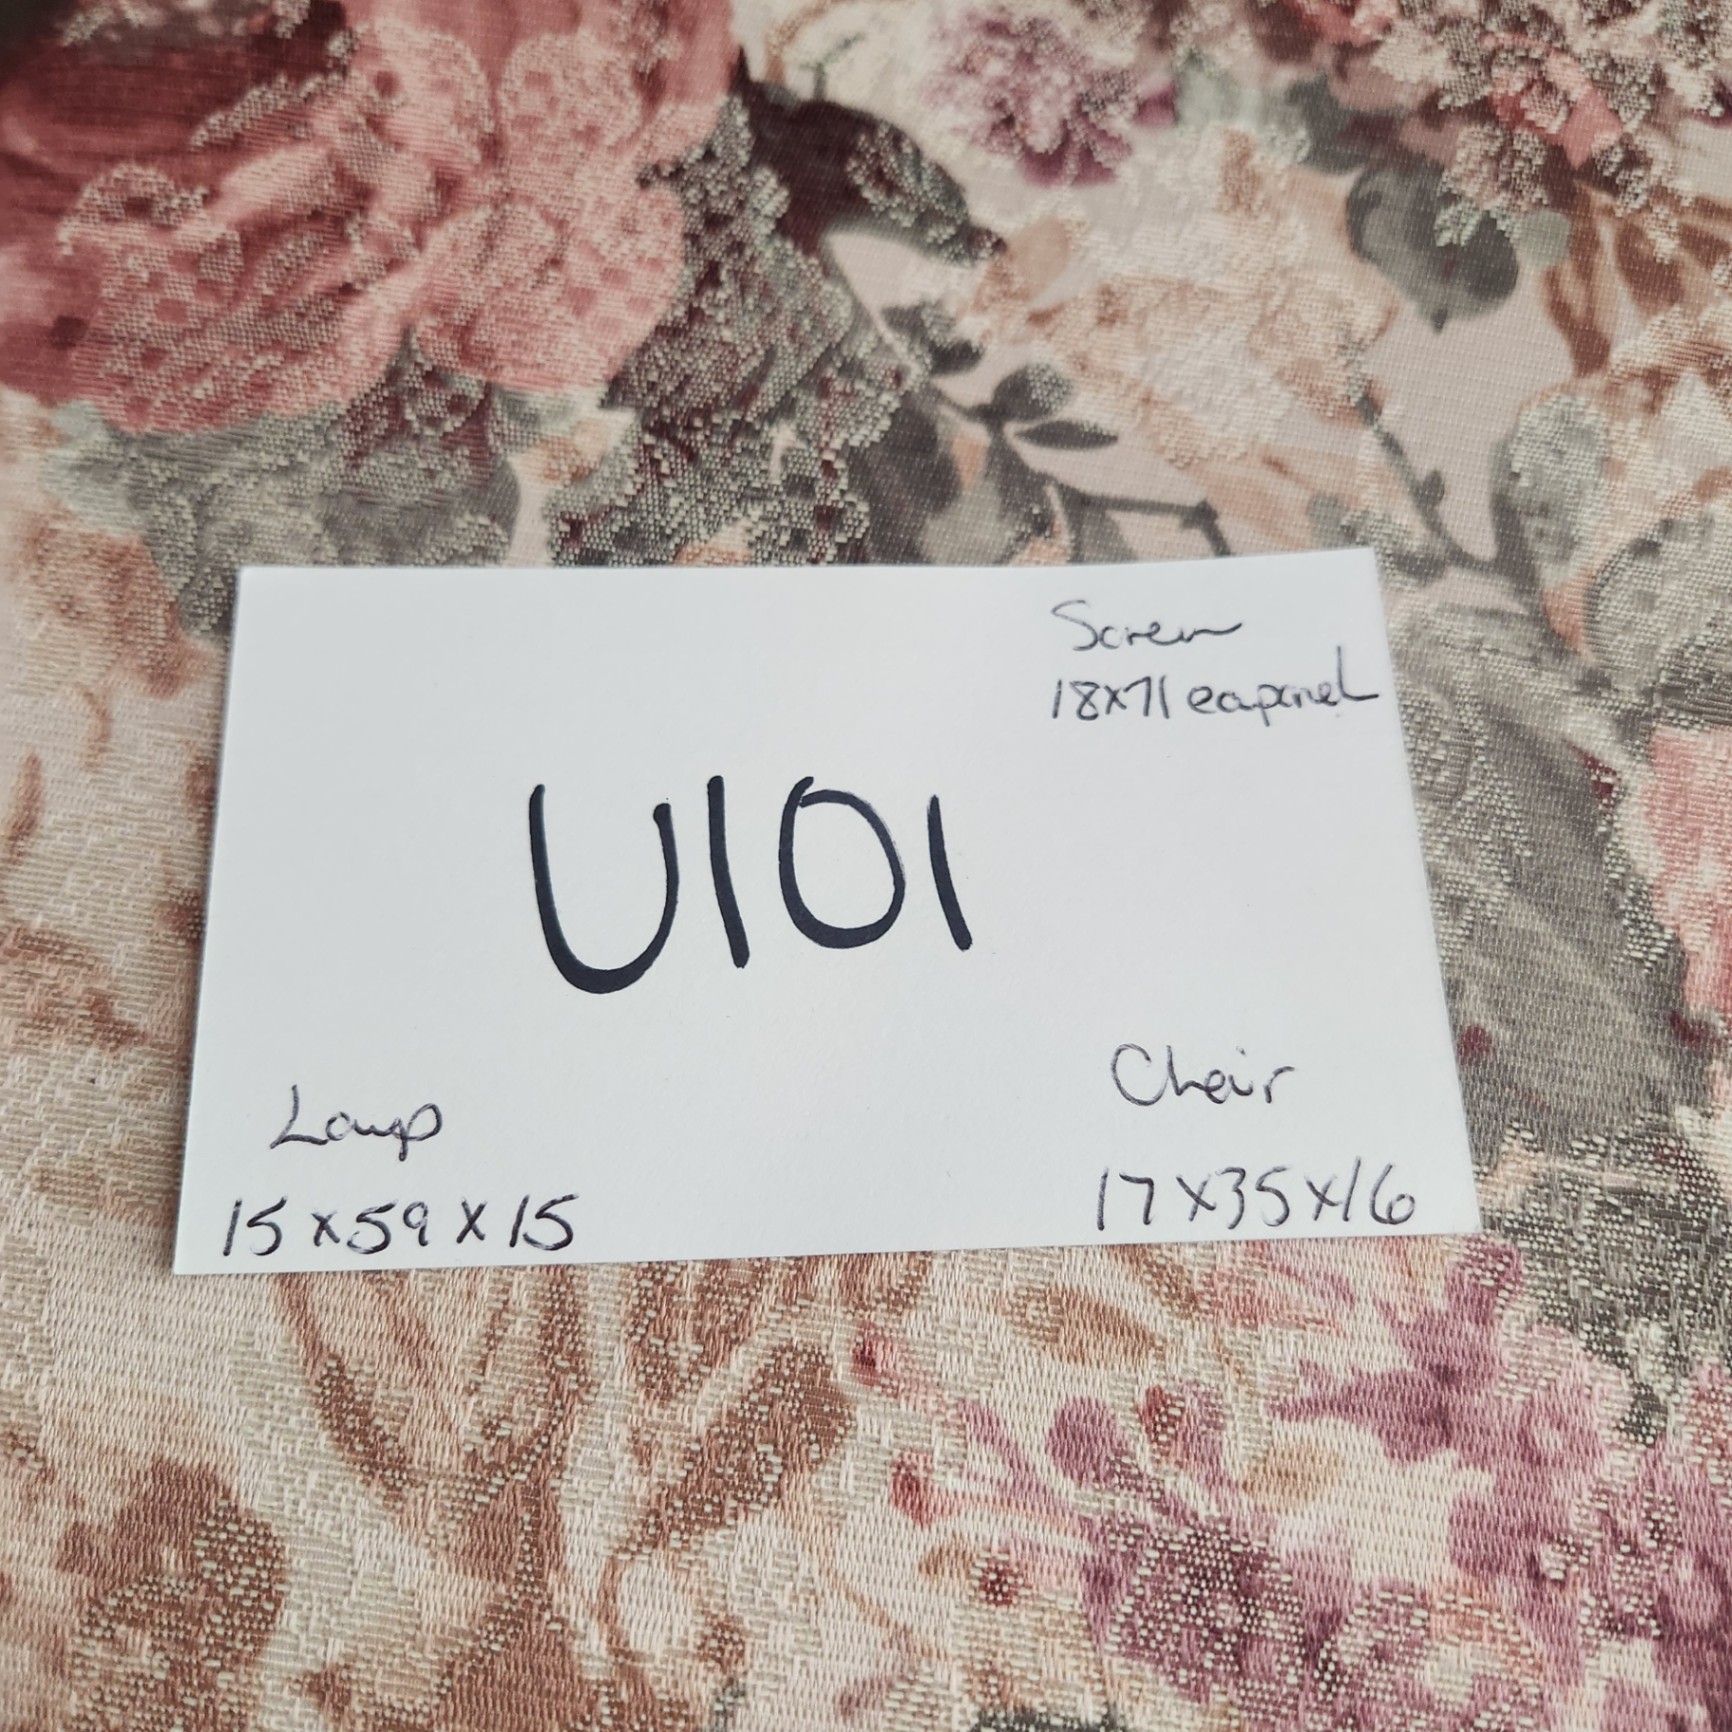 Screen
18x71 ea panel
U101
Lamp
15x59x15
Chair
17x35x16